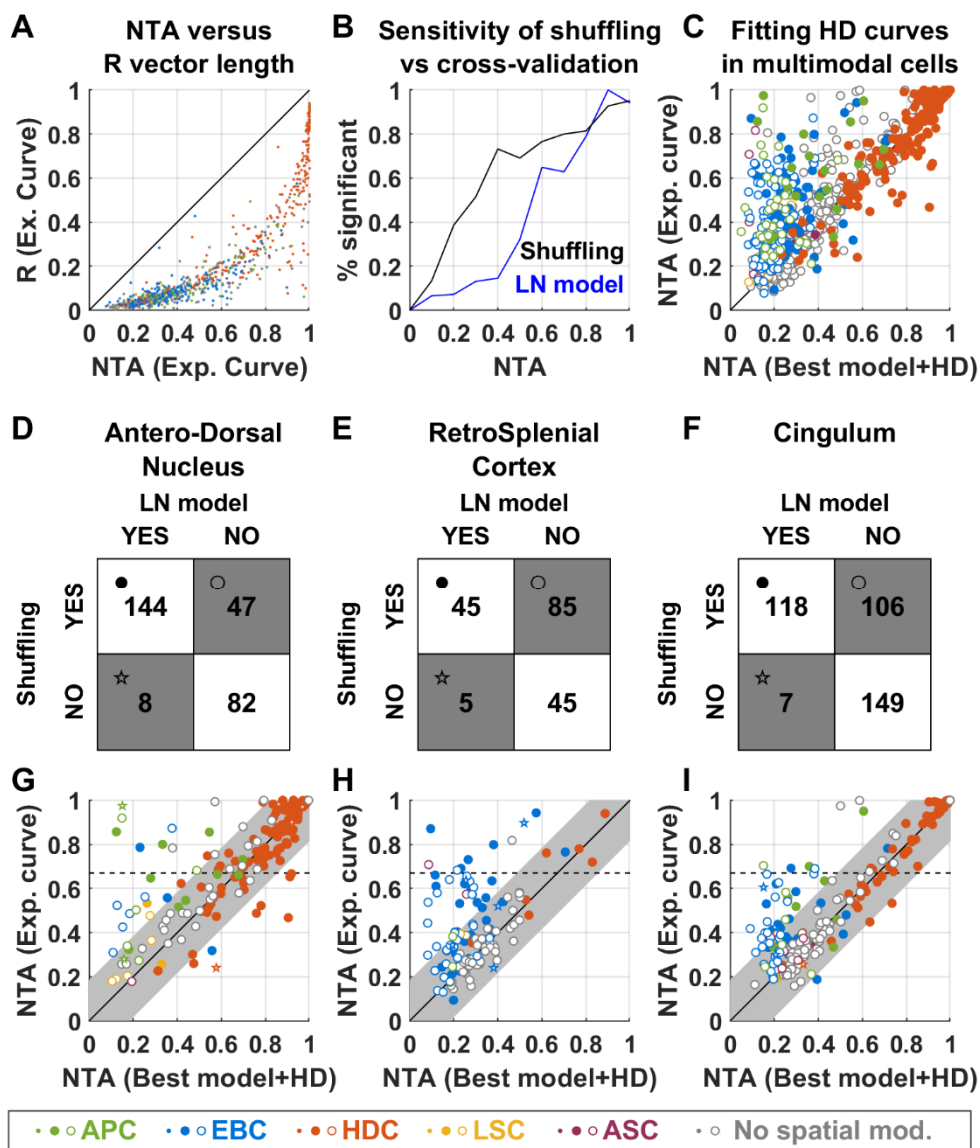 A NTA versus R vector length
R (Ex. Curve)
1
0.8
0.6
0.4
0.2
0
0 0.2 0.4 0.6 0.8 1
NTA (Exp. Curve)
B Sensitivity of shuffling vs cross-validation
% significant
1
0.8
0.6
0.4
0.2
0
Shuffling
LN model
0 0.2 0.4 0.6 0.8 1
NTA
C Fitting HD curves in multimodal cells
NTA (Exp. curve)
1
0.8
0.6
0.4
0.2
0
0 0.2 0.4 0.6 0.8 1
NTA (Best model+HD)
D Antero-Dorsal
Nucleus
LN model
YES NO
Shuffling
YES
NO
144 47
8 82
E RetroSplenial
Cortex
LN model
YES NO
Shuffling
YES
NO
45 85
5 45
F Cingulum
LN model
YES NO
Shuffling
YES
NO
118 106
7 149
G
NTA (Exp. curve)
1
0.8
0.6
0.4
0.2
0
0 0.2 0.4 0.6 0.8 1
NTA (Best model+HD)
H
NTA (Exp. curve)
1
0.8
0.6
0.4
0.2
0
0 0.2 0.4 0.6 0.8 1
NTA (Best model+HD)
I
NTA (Exp. curve)
1
0.8
0.6
0.4
0.2
0
0 0.2 0.4 0.6 0.8 1
NTA (Best model+HD)
APC EBC HDC LSC ASC No spatial mod.